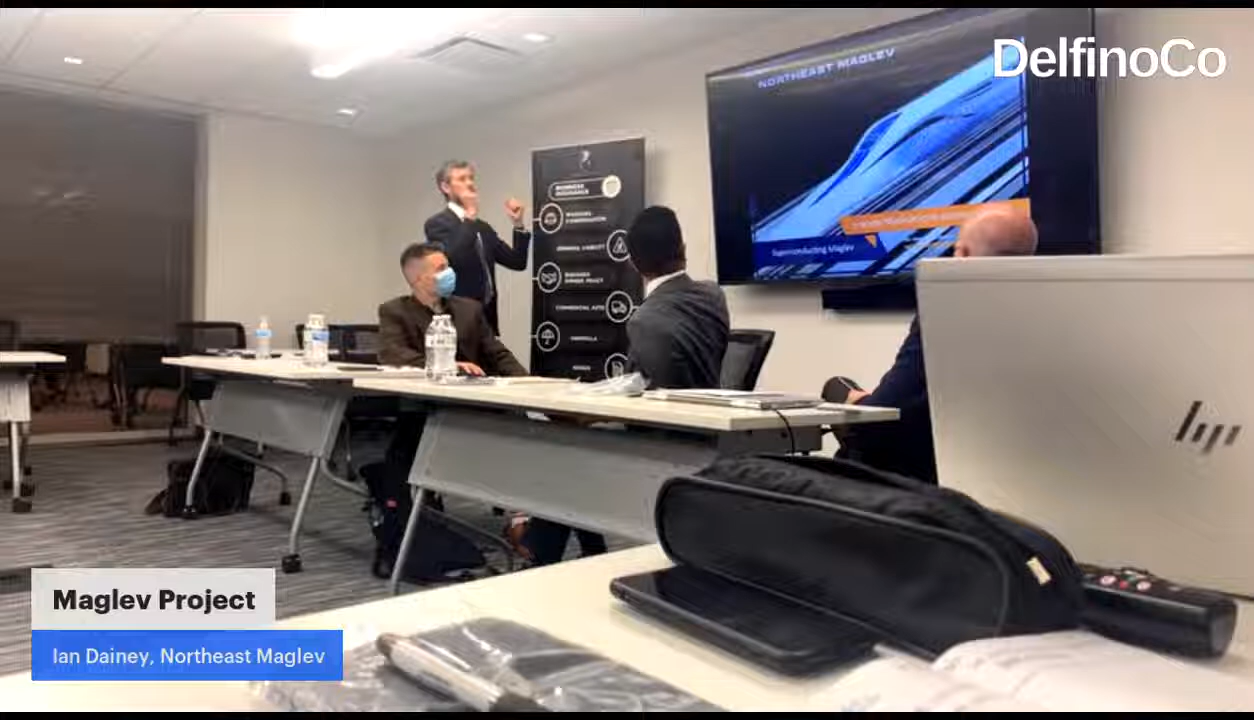 DelfinoCo
NORTHEAST MAGLEV
Superconducting Maglev
BUSINESS
INSURANCE
WORKERS
COMPENSATION
GENERAL LIABILITY
BUSINESS
OWNER POLICY
COMMERCIAL AUTO
UMBRELLA
hp
Maglev Project
Ian Dainey, Northeast Maglev